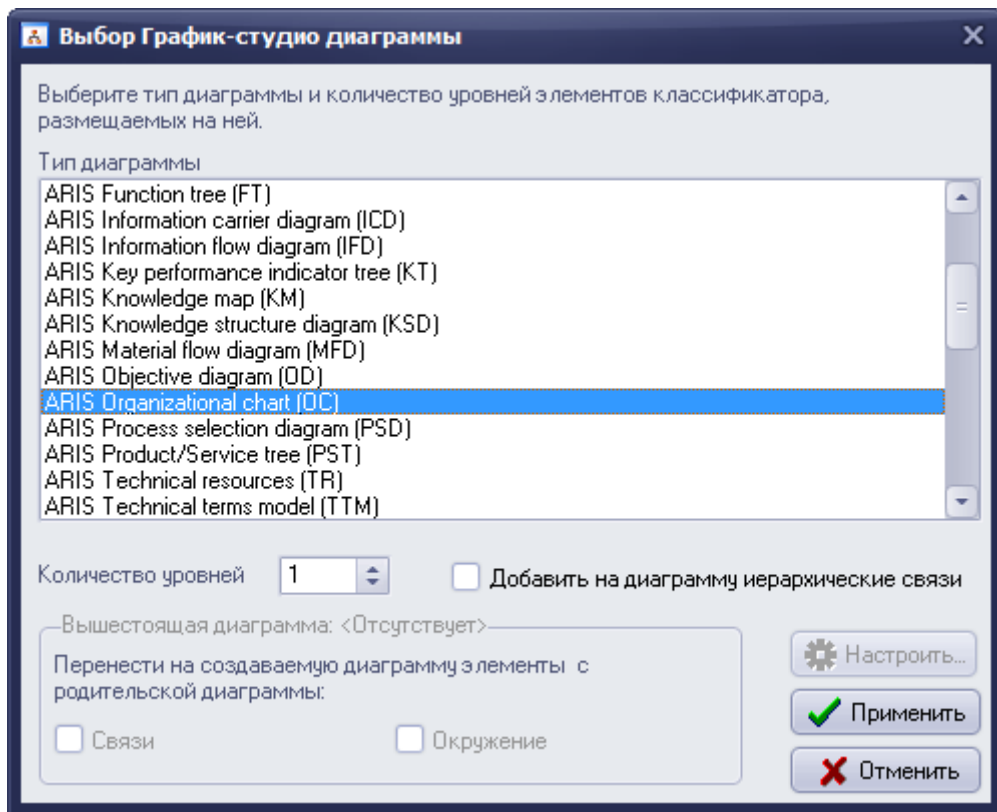 Выбор График-студио диаграммы
Выберите тип диаграммы и количество уровней элементов классификатора,
размещаемых на ней.
Тип диаграммы
ARIS Function tree (FT)
ARIS Information carrier diagram (ICD)
ARIS Information flow diagram (IFD)
ARIS Key performance indicator tree (KT)
ARIS Knowledge map (KM)
ARIS Knowledge structure diagram (KSD)
ARIS Material flow diagram (MFD)
ARIS Objective diagram (OD)
ARIS Organizational chart (OC)
ARIS Process selection diagram (PSD)
ARIS Product/Service tree (PST)
ARIS Technical resources (TR)
ARIS Technical terms model (TTM)
Количество уровней 1 Добавить на диаграмму иерархические связи
Вышестоящая диаграмма: <Отсутствует>
Перенести на создаваемую диаграмму элементы с
родительской диаграммы:
Связи Окружение
Настроить...
Применить
Отменить